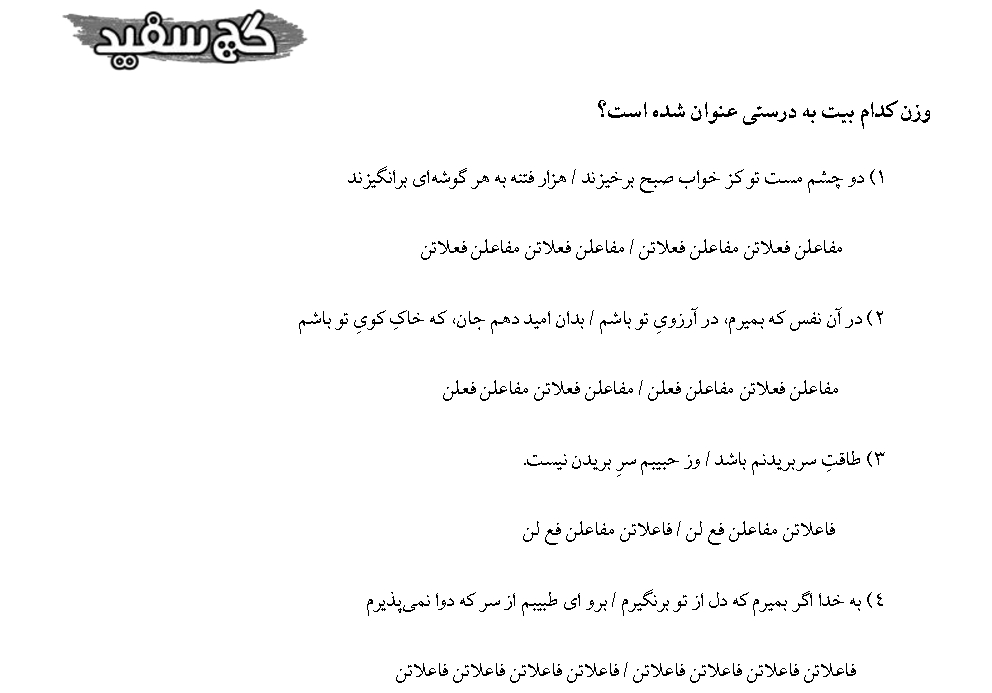 گچ سفید
وزن کدام بیت به درستی عنوان شده است؟
۱) دو چشم مست تو کز خواب صبح برخیزند / هزار فتنه به هر گوشه‌ای برانگیزند
مفاعلن فعلاتن مفاعلن فعلاتن / مفاعلن فعلاتن مفاعلن فعلاتن
۲) در آن نفس که بمیرم، در آرزویِ تو باشم / بدان امید دهم جان، که خاکِ کویِ تو باشم
مفاعلن فعلاتن مفاعلن فعلن / مفاعلن فعلاتن مفاعلن فعلن
۳) طاقتِ سربریدنم باشد / وز حبیبم سرِ بریدن نیست.
فاعلاتن مفاعلن فع لن / فاعلاتن مفاعلن فع لن
٤) به خدا اگر بمیرم که دل از تو برنگیرم / برو ای طبیبم از سر که دوا نمی‌پذیرم
فاعلاتن فاعلاتن فاعلاتن فاعلاتن / فاعلاتن فاعلاتن فاعلاتن فاعلاتن